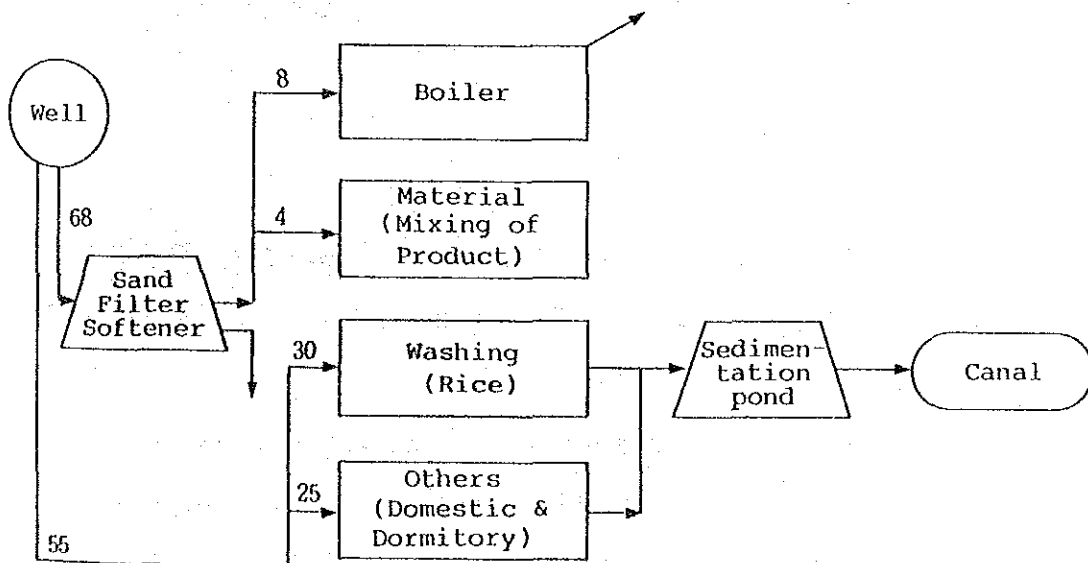 Well
68
Sand
Filter
Softener
8
Boiler
4
Material
(Mixing of
Product)
30
Washing
(Rice)
25
Others
(Domestic &
Dormitory)
55
Sedimen-
tation
pond
Canal